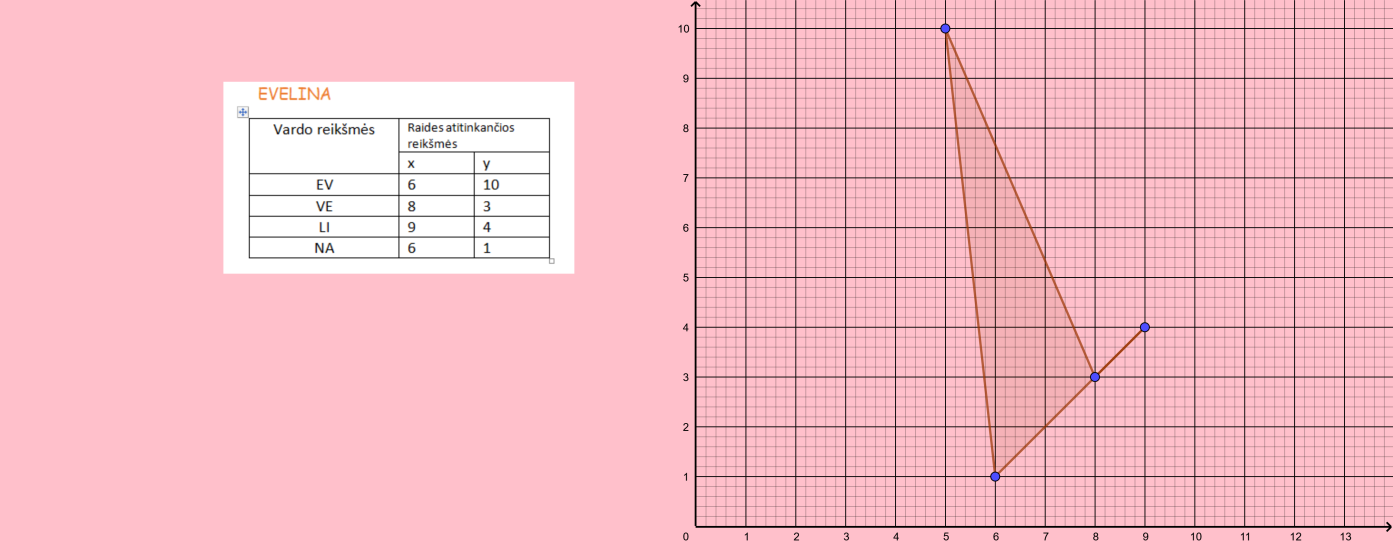 EVELINA
Vardo reikšmės
Raides atitinkančios
reikšmės
x y
EV 6 10
VE 8 3
LI 9 4
NA 6 1
10
9
8
7
6
5
4
3
2
1
0 1 2 3 4 5 6 7 8 9 10 11 12 13